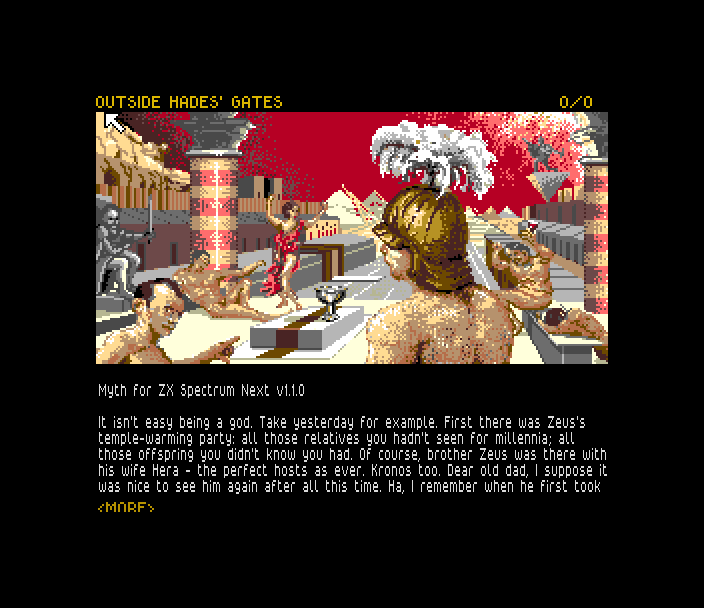 OUTSIDE HADES' GATES 0/0
Myth for ZX Spectrum Next v1.1.0
It isn't easy being a god. Take yesterday for example. First there was Zeus's
temple-warming party: all those relatives you hadn't seen for millennia; all
those offspring you didn't know you had. Of course, brother Zeus was there with
his wife Hera - the perfect hosts as ever. Kronos too. Dear old dad, I suppose it
was nice to see him again after all this time. Ha, I remember when he first took
<MORE>